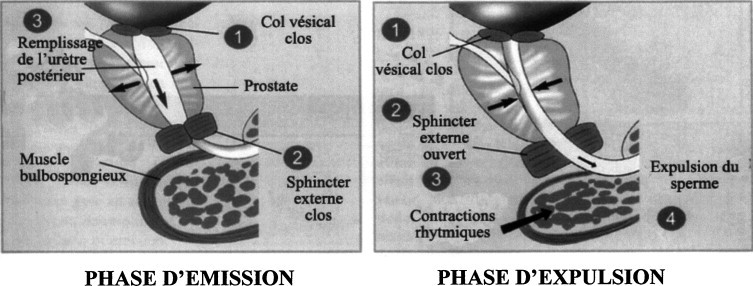 3
Remplissage
de l'urètre
postérieur
1
Col vésical
clos
Prostate
2
Sphincter
externe
clos
Muscle
bulbospongieux
PHASE D'EMISSION
1
Col
vésical clos
2
Sphincter
externe
ouvert
3
Contractions
rhytmiques
Expulsion du
sperme
4
PHASE D'EXPULSION